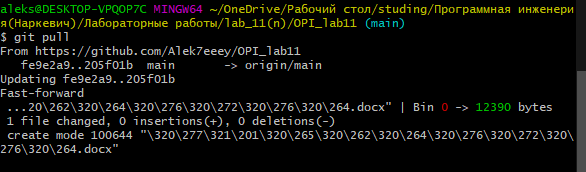 aleks@DESKTOP-VPQOP7C MINGW64 ~/OneDrive/Рабочий стол/studing/Программная инженери
я(Наркевич)/Лабораторные работы/lab_11(п)/OPI_lab11 (main)
$ git pull
From https://github.com/Alek7eeey/OPI_lab11
   fe9e2a9..205f01b  main       -> origin/main
Updating fe9e2a9..205f01b
Fast-forward
 ...20\262\320\264\320\276\320\272\320\276\320\264.docx" | Bin 0 -> 12390 bytes
 1 file changed, 0 insertions(+), 0 deletions(-)
 create mode 100644 "\320\277\321\201\320\265\320\262\320\264\320\276\320\272\320\
276\320\264.docx"